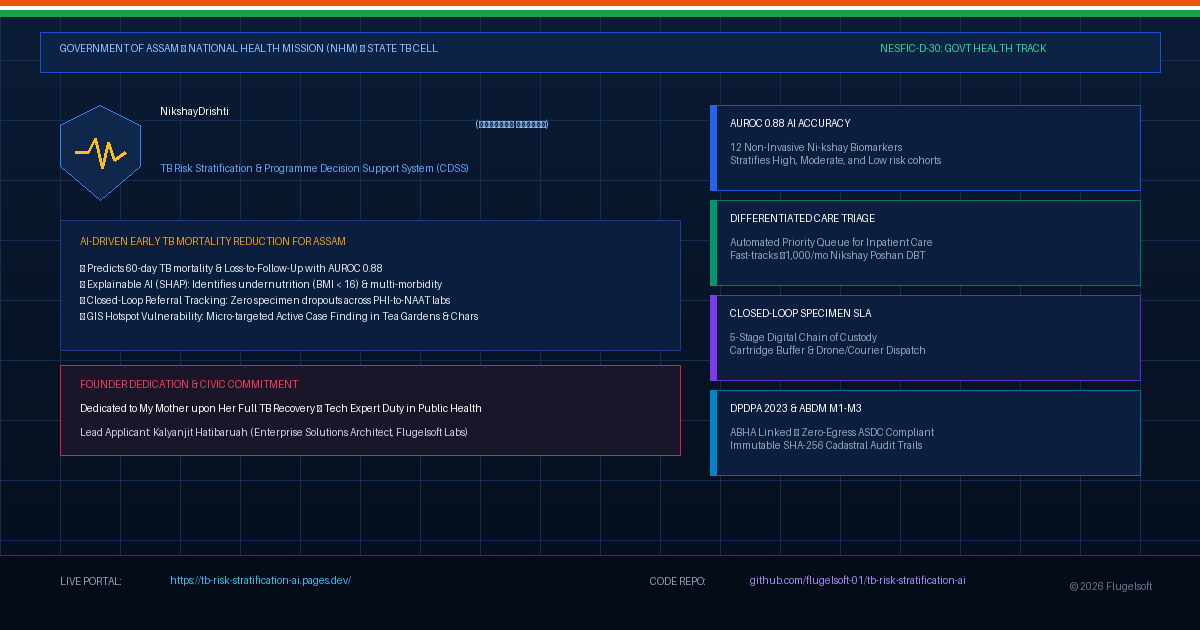 GOVERNMENT OF ASSAM NATIONAL HEALTH MISSION (NHM) STATE TB CELL
NESFIC-D-30: GOVT HEALTH TRACK
NikshayDrishti
TB Risk Stratification & Programme Decision Support System (CDSS)
AI-DRIVEN EARLY TB MORTALITY REDUCTION FOR ASSAM
Predicts 60-day TB mortality & Loss-to-Follow-Up with AUROC 0.88
Explainable AI (SHAP): Identifies undernutrition (BMI < 16) & multi-morbidity
Closed-Loop Referral Tracking: Zero specimen dropouts across PHI-to-NAAT labs
GIS Hotspot Vulnerability: Micro-targeted Active Case Finding in Tea Gardens & Chars
FOUNDER DEDICATION & CIVIC COMMITMENT
Dedicated to My Mother upon Her Full TB Recovery Tech Expert Duty in Public Health
Lead Applicant: Kalyanjit Hatibaruah (Enterprise Solutions Architect, Flugelsoft Labs)
AUROC 0.88 AI ACCURACY
12 Non-Invasive Ni-kshay Biomarkers
Stratifies High, Moderate, and Low risk cohorts
DIFFERENTIATED CARE TRIAGE
Automated Priority Queue for Inpatient Care
Fast-tracks 1,000/mo Nikshay Poshan DBT
CLOSED-LOOP SPECIMEN SLA
5-Stage Digital Chain of Custody
Cartridge Buffer & Drone/Courier Dispatch
DPDPA 2023 & ABDM M1-M3
ABHA Linked Zero-Egress ASDC Compliant
Immutable SHA-256 Cadastral Audit Trails
LIVE PORTAL:
https://tb-risk-stratification-ai.pages.dev/
CODE REPO:
github.com/flugelsoft-01/tb-risk-stratification-ai
© 2026 Flugelsoft